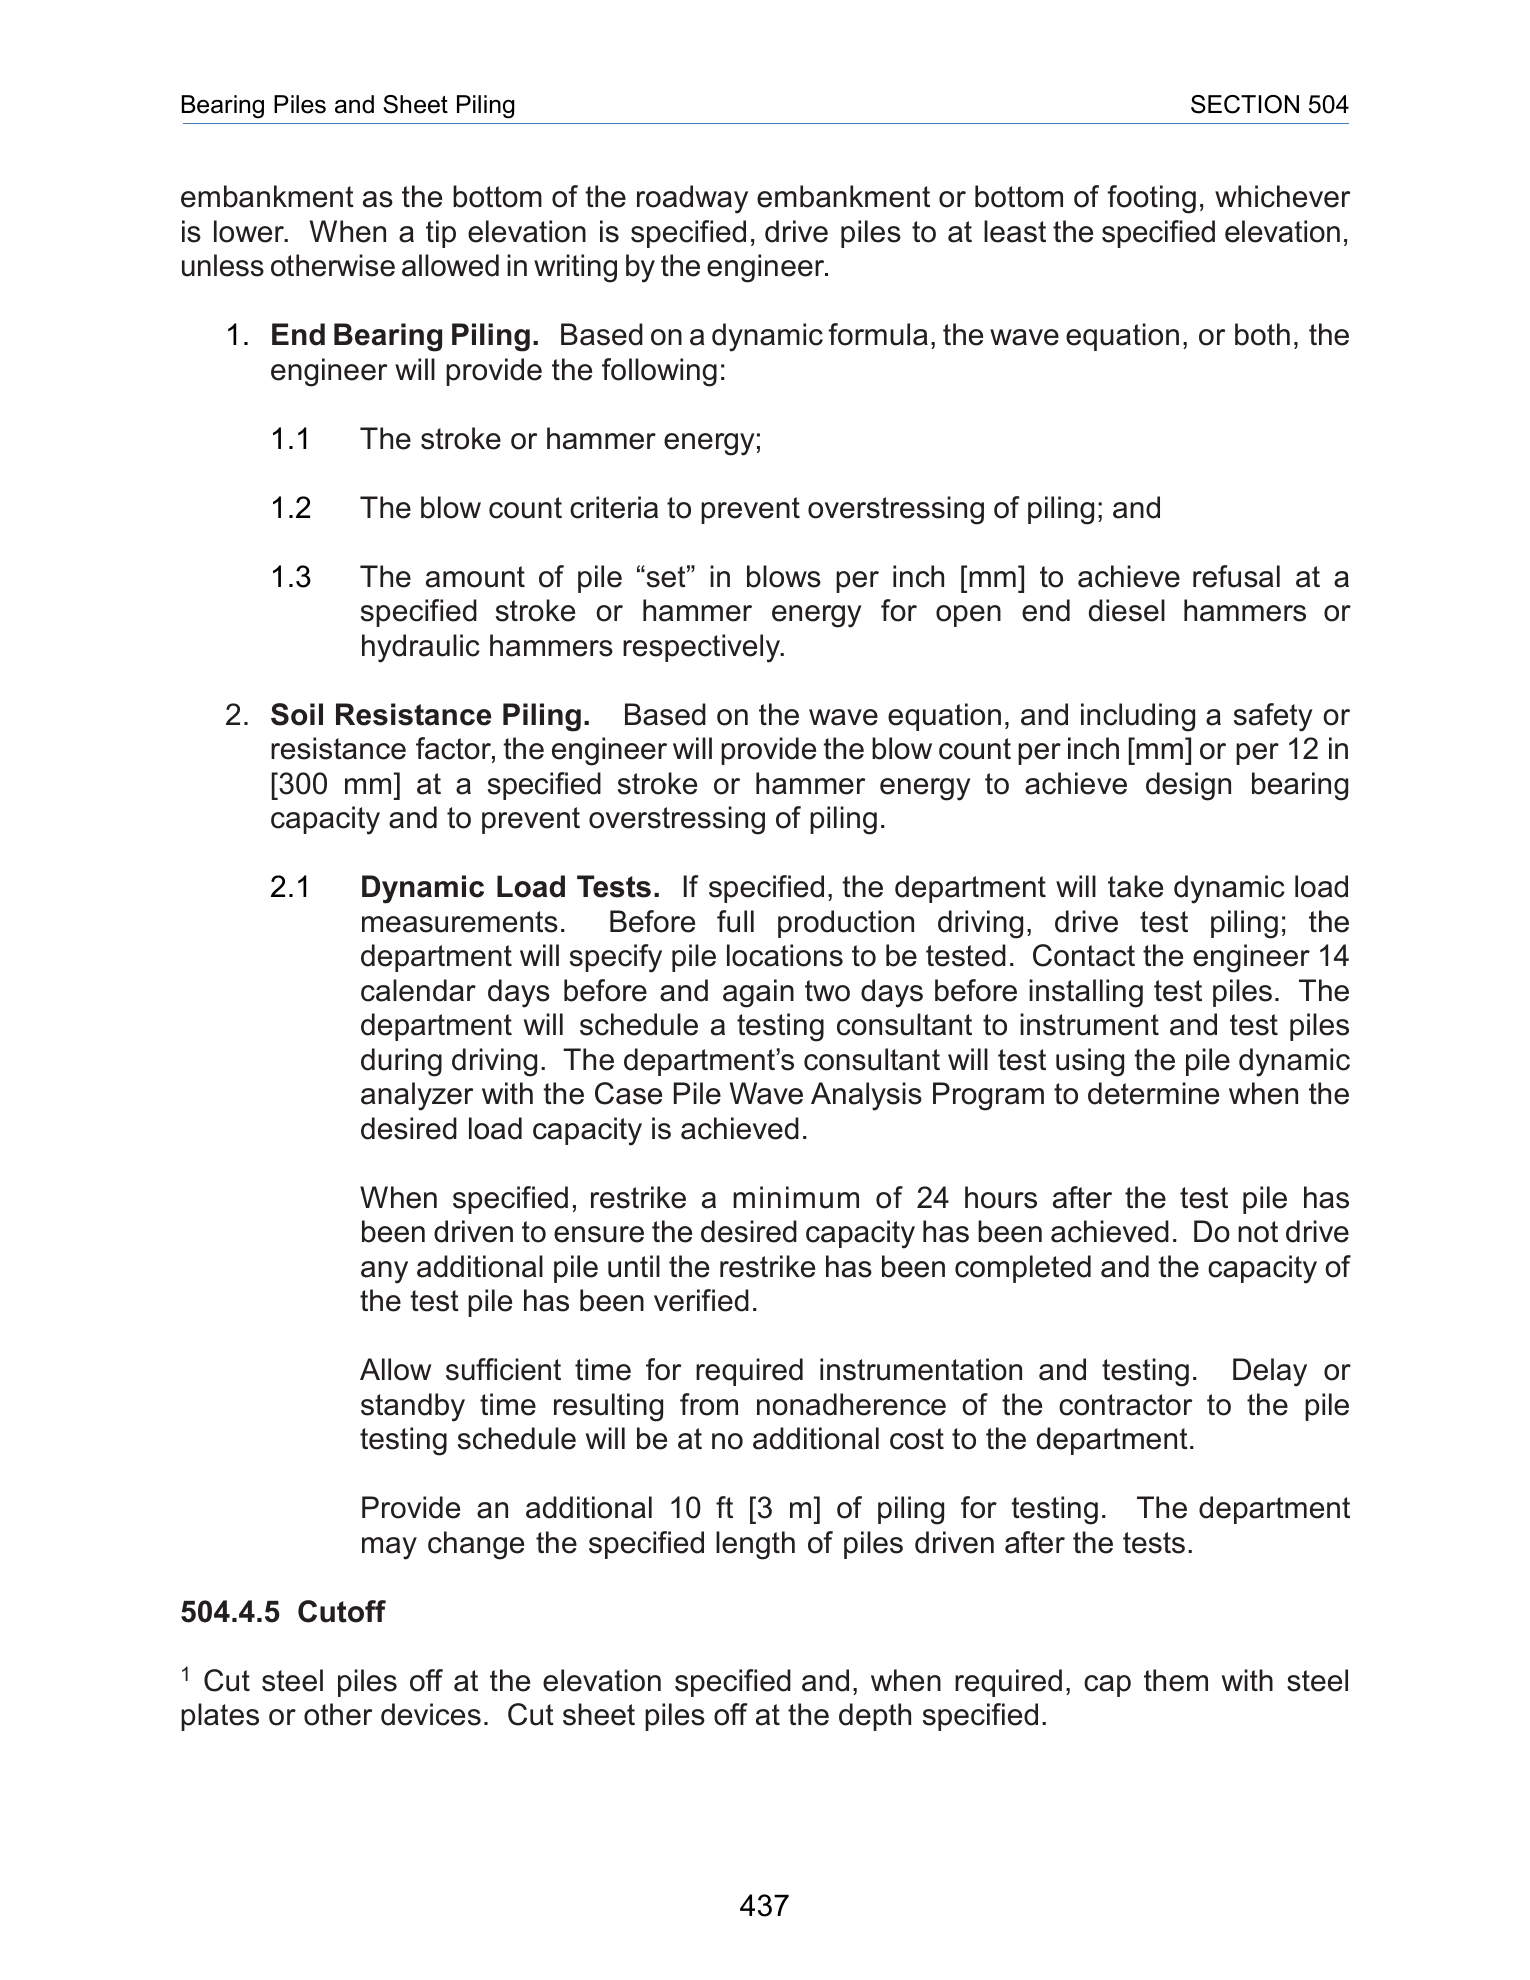 Bearing Piles and Sheet Piling SECTION 504
embankment as the bottom of the roadway embankment or bottom of footing, whichever
is lower. When a tip elevation is specified, drive piles to at least the specified elevation,
unless otherwise allowed in writing by the engineer.
1. End Bearing Piling. Based on a dynamic formula, the wave equation, or both, the
engineer will provide the following:
1.1 The stroke or hammer energy;
1.2 The blow count criteria to prevent overstressing of piling; and
1.3 The amount of pile “set” in blows per inch [mm] to achieve refusal at a
specified stroke or hammer energy for open end diesel hammers or
hydraulic hammers respectively.
2. Soil Resistance Piling. Based on the wave equation, and including a safety or
resistance factor, the engineer will provide the blow count per inch [mm] or per 12 in
[300 mm] at a specified stroke or hammer energy to achieve design bearing
capacity and to prevent overstressing of piling.
2.1 Dynamic Load Tests. If specified, the department will take dynamic load
measurements. Before full production driving, drive test piling; the
department will specify pile locations to be tested. Contact the engineer 14
calendar days before and again two days before installing test piles. The
department will schedule a testing consultant to instrument and test piles
during driving. The department’s consultant will test using the pile dynamic
analyzer with the Case Pile Wave Analysis Program to determine when the
desired load capacity is achieved.
When specified, restrike a minimum of 24 hours after the test pile has
been driven to ensure the desired capacity has been achieved. Do not drive
any additional pile until the restrike has been completed and the capacity of
the test pile has been verified.
Allow sufficient time for required instrumentation and testing. Delay or
standby time resulting from nonadherence of the contractor to the pile
testing schedule will be at no additional cost to the department.
Provide an additional 10 ft [3 m] of piling for testing. The department
may change the specified length of piles driven after the tests.
504.4.5 Cutoff
1 Cut steel piles off at the elevation specified and, when required, cap them with steel
plates or other devices. Cut sheet piles off at the depth specified.
437